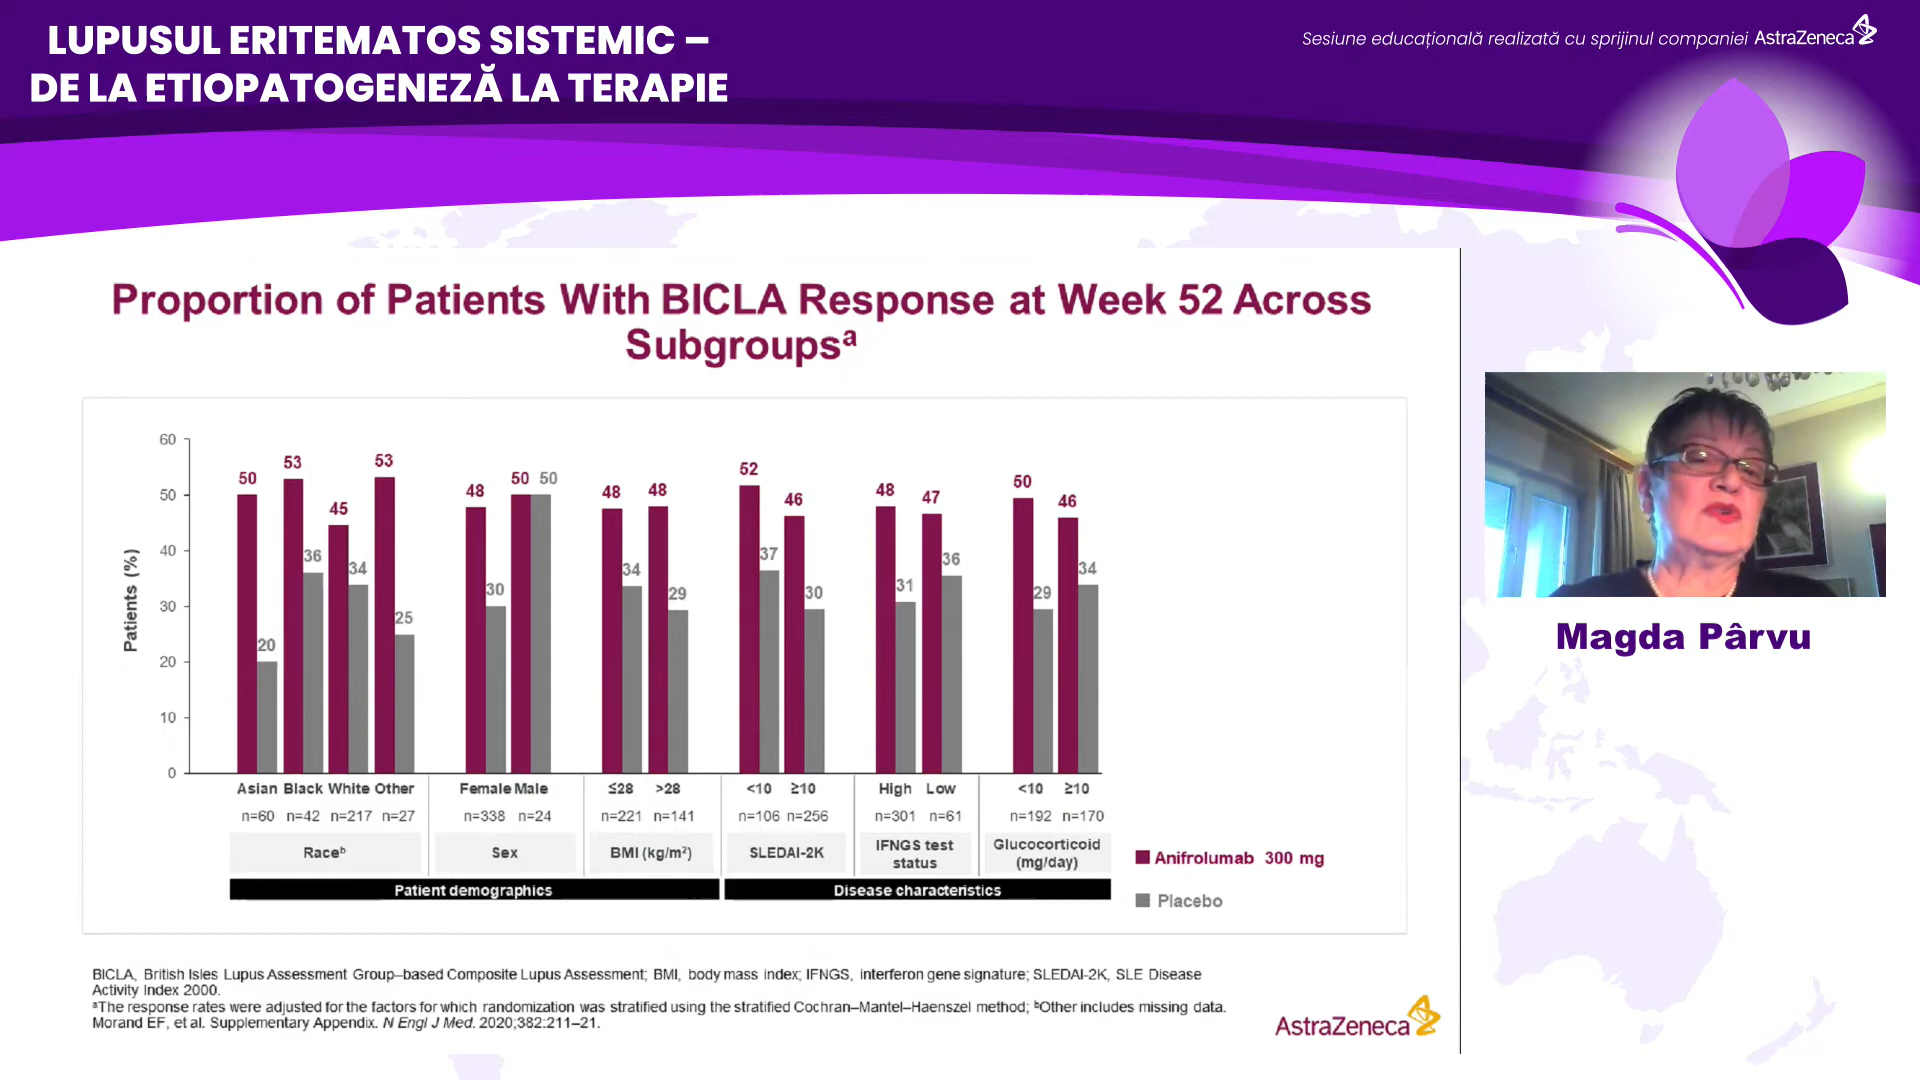 LUPUSUL ERITEMATOS SISTEMIC –
DE LA ETIOPATOGENEZĂ LA TERAPIE
Sesiune educațională realizată cu sprijinul companiei AstraZeneca
Proportion of Patients With BICLA Response at Week 52 Across
Subgroupsᵃ
Patients (%)
60
50
40
30
20
10
0
50 20 53 36 45 34 53 25
48 30 50 50
48 34 48 29
52 37 46 30
48 31 47 36
50 29 46 34
Asian Black White Other Female Male ≤28 >28 <10 ≥10 High Low <10 ≥10
n=60 n=42 n=217 n=27 n=338 n=24 n=221 n=141 n=106 n=256 n=301 n=61 n=192 n=170
Raceᵇ
Sex
BMI (kg/m²)
SLEDAI-2K
IFNGS test
status
Glucocorticoid
(mg/day)
Patient demographics
Disease characteristics
Anifrolumab 300 mg
Placebo
BICLA, British Isles Lupus Assessment Group–based Composite Lupus Assessment; BMI, body mass index; IFNGS, interferon gene signature; SLEDAI-2K, SLE Disease
Activity Index 2000.
ᵃThe response rates were adjusted for the factors for which randomization was stratified using the stratified Cochran–Mantel–Haenszel method; ᵇOther includes missing data.
Morand EF, et al. Supplementary Appendix. N Engl J Med. 2020;382:211–21.
AstraZeneca
Magda Pârvu